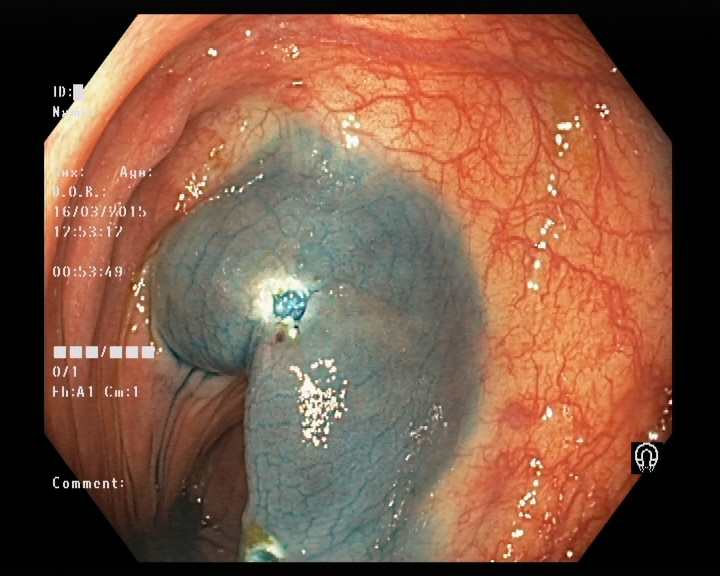 ID:
Name:
Sex: Age:
D.O.B.:
16/03/2015
12:53:12
00:53:49
■■■/■■■
0/1
Eh:A1 Cm:1
Comment: